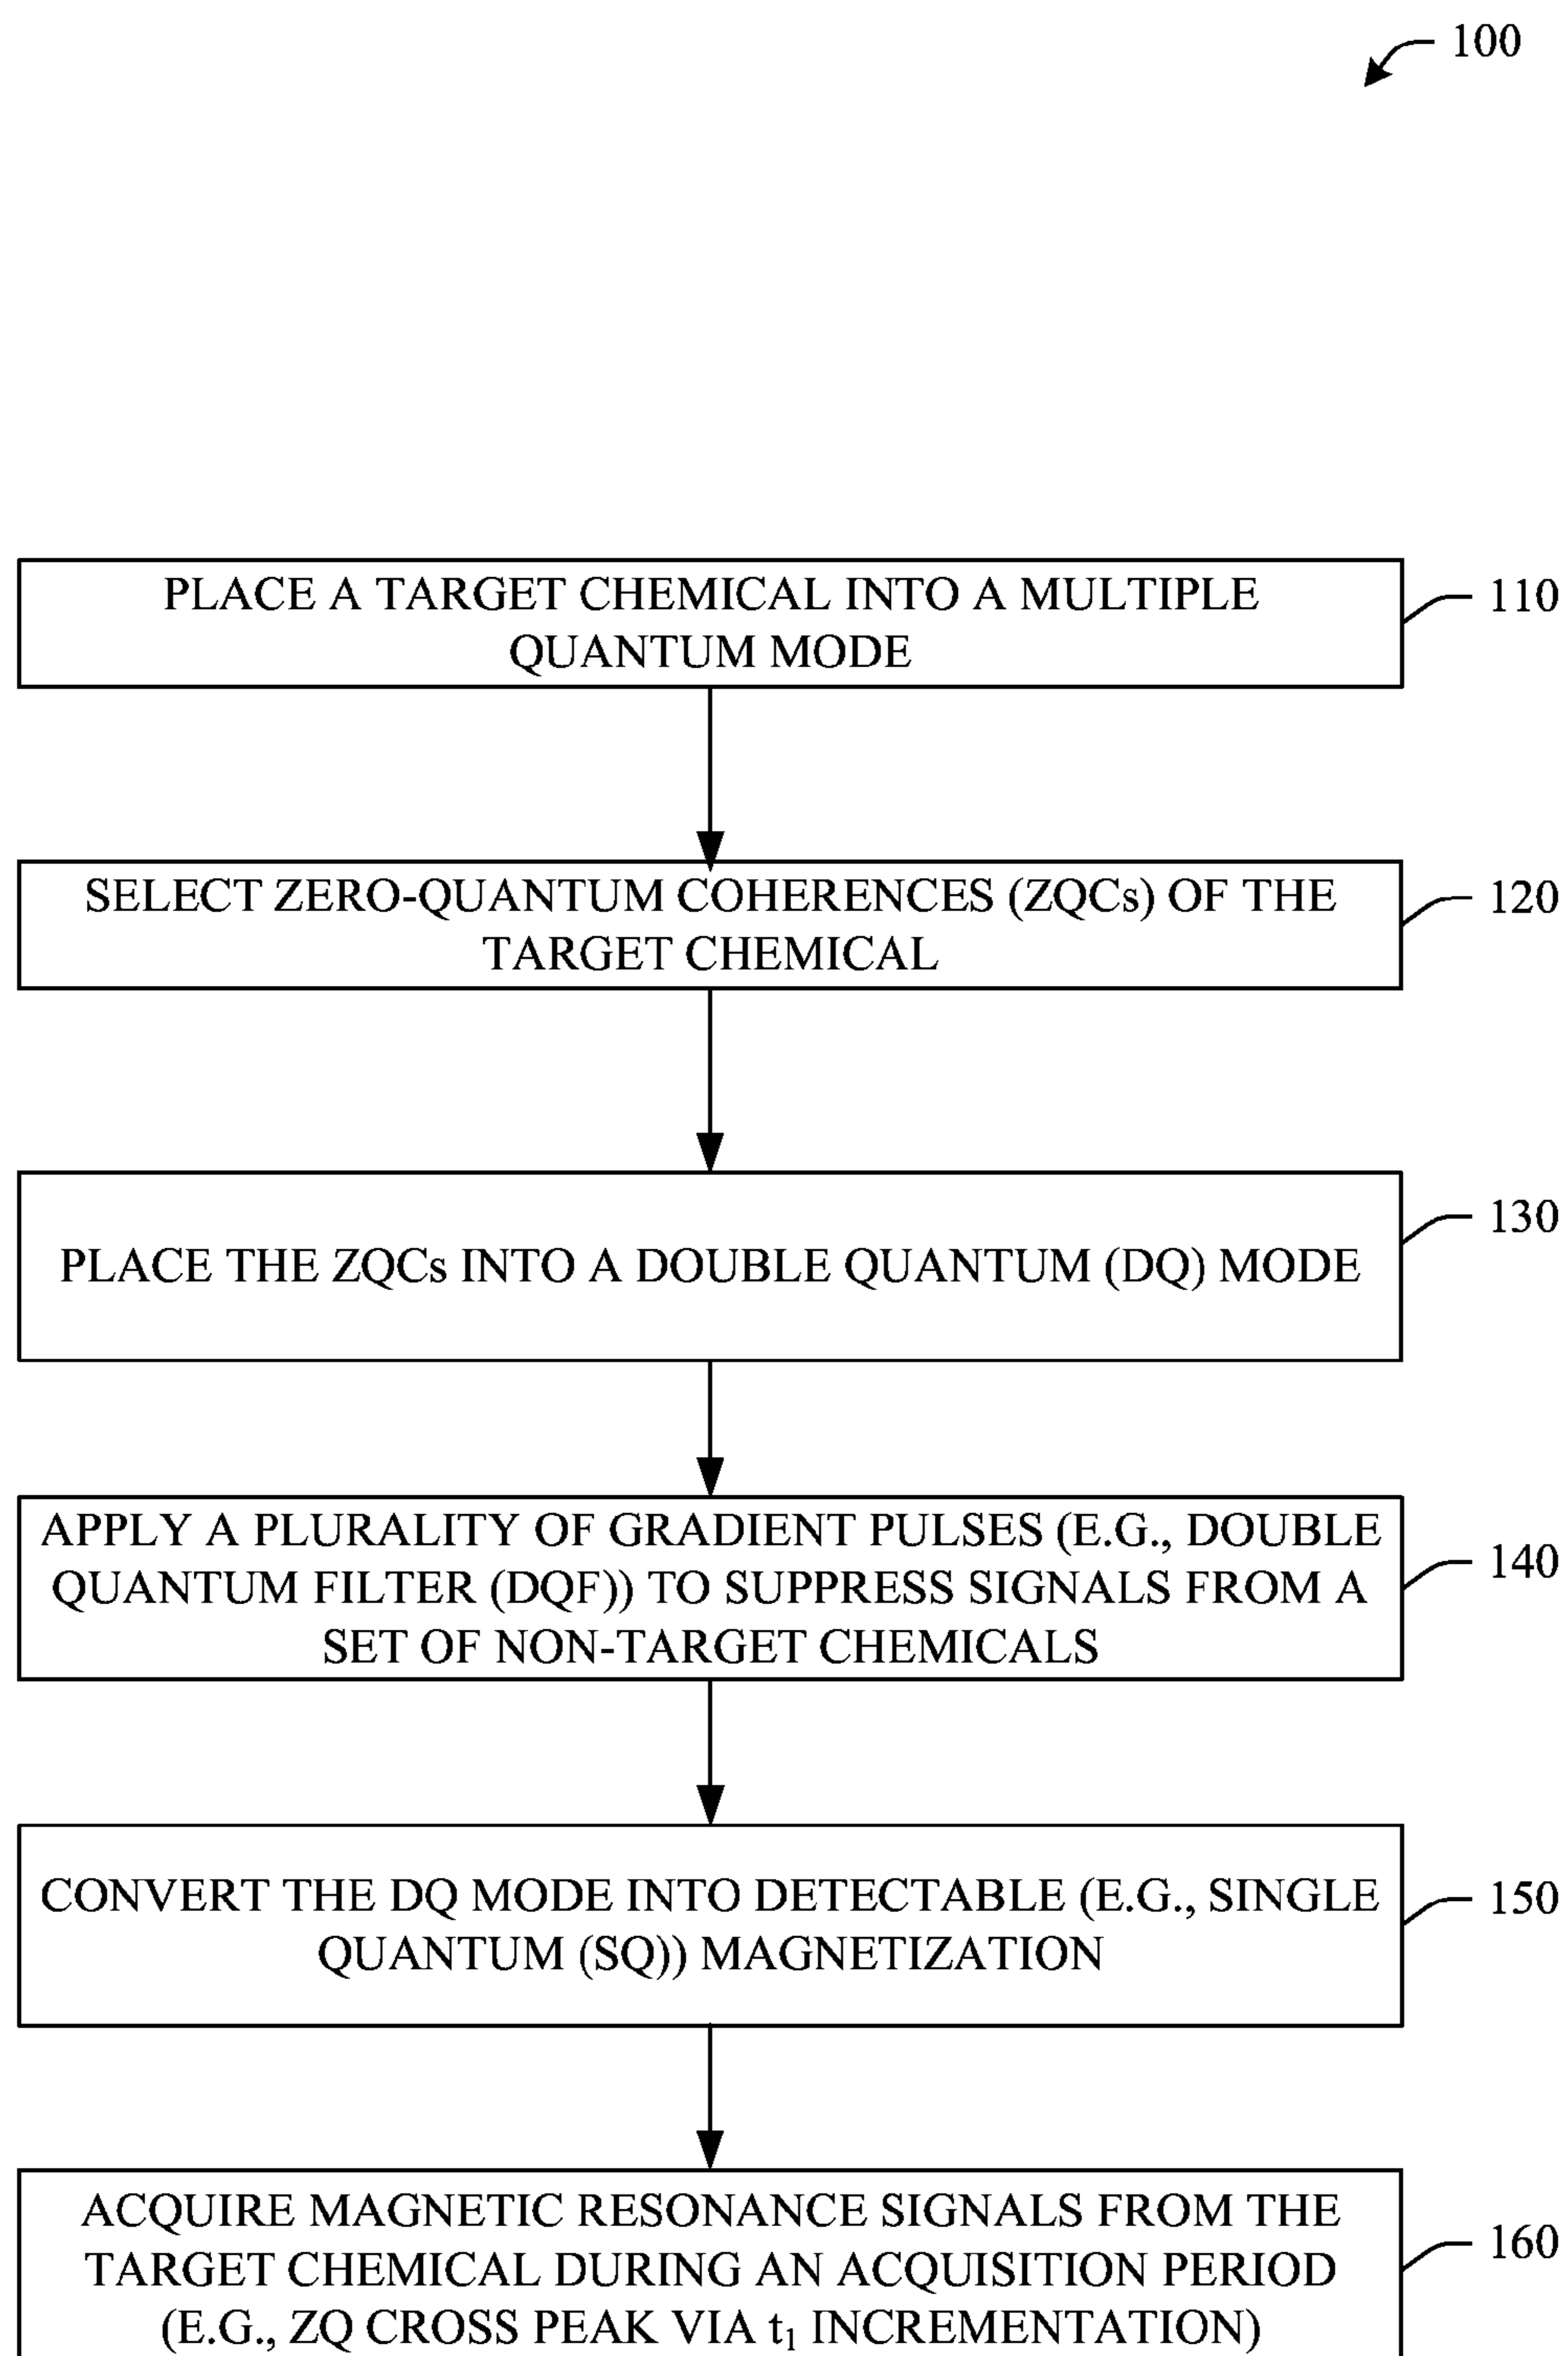 100
PLACE A TARGET CHEMICAL INTO A MULTIPLE
QUANTUM MODE
110
SELECT ZERO-QUANTUM COHERENCES (ZQCs) OF THE
TARGET CHEMICAL
120
PLACE THE ZQCs INTO A DOUBLE QUANTUM (DQ) MODE
130
APPLY A PLURALITY OF GRADIENT PULSES (E.G., DOUBLE
QUANTUM FILTER (DQF)) TO SUPPRESS SIGNALS FROM A
SET OF NON-TARGET CHEMICALS
140
CONVERT THE DQ MODE INTO DETECTABLE (E.G., SINGLE
QUANTUM (SQ)) MAGNETIZATION
150
ACQUIRE MAGNETIC RESONANCE SIGNALS FROM THE
TARGET CHEMICAL DURING AN ACQUISITION PERIOD
(E.G., ZQ CROSS PEAK VIA t₁ INCREMENTATION)
160